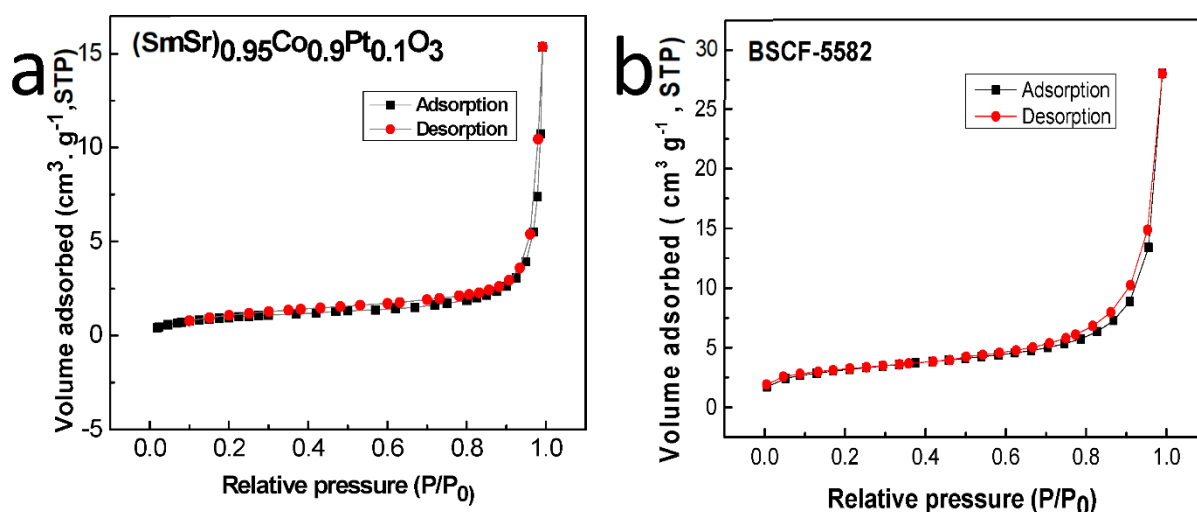 a
(SmSr)0.95Co0.9Pt0.1O3
Adsorption
Desorption
Volume adsorbed (cm³. g⁻¹,STP)
15
10
5
0
-5
0.0 0.2 0.4 0.6 0.8 1.0
Relative pressure (P/P0)
b
BSCF-5582
Adsorption
Desorption
Volume adsorbed ( cm³ g⁻¹ , STP)
30
25
20
15
10
5
0
0.0 0.2 0.4 0.6 0.8 1.0
Relative pressure (P/P0)